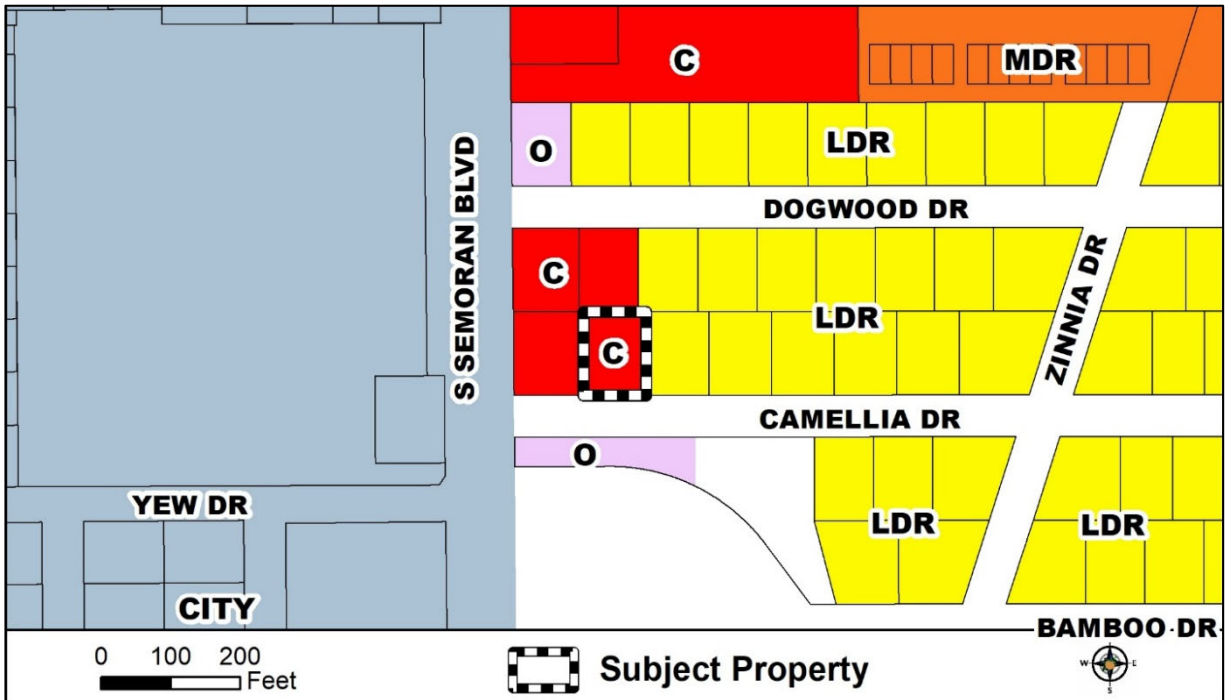 C
MDR
O
LDR
S SEMORAN BLVD
DOGWOOD DR
C
LDR
ZINNIA DR
C
CAMELLIA DR
O
YEW DR
LDR
LDR
CITY
BAMBOO DR
0 100 200
Feet
Subject Property
N
W E
S